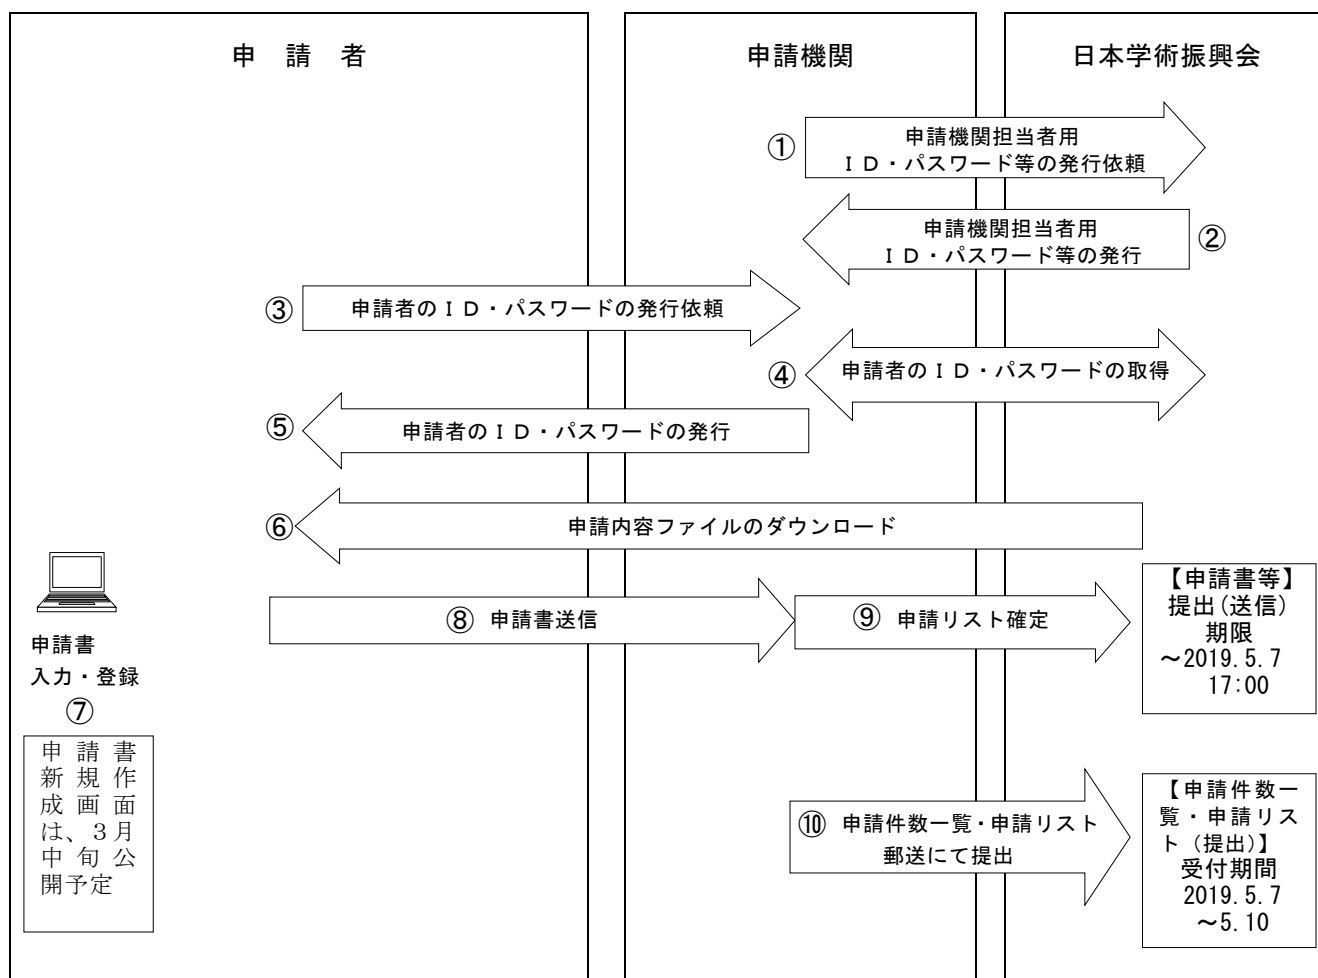 申　請　者
申請機関
日本学術振興会
①
申請機関担当者用
ＩＤ・パスワード等の発行依頼
申請機関担当者用
ＩＤ・パスワード等の発行
②
③
申請者のＩＤ・パスワードの発行依頼
④
申請者のＩＤ・パスワードの取得
⑤
申請者のＩＤ・パスワードの発行
⑥
申請内容ファイルのダウンロード
申請書
入力・登録
⑦
申請書
新規作
成画面
は、３月
中旬公
開予定
⑧ 申請書送信
⑨ 申請リスト確定
【申請書等】
提出(送信)
期限
～2019.5.7
17:00
⑩ 申請件数一覧・申請リスト
郵送にて提出
【申請件数一
覧・申請リス
ト（提出)】
受付期間
2019.5.7
～5.10